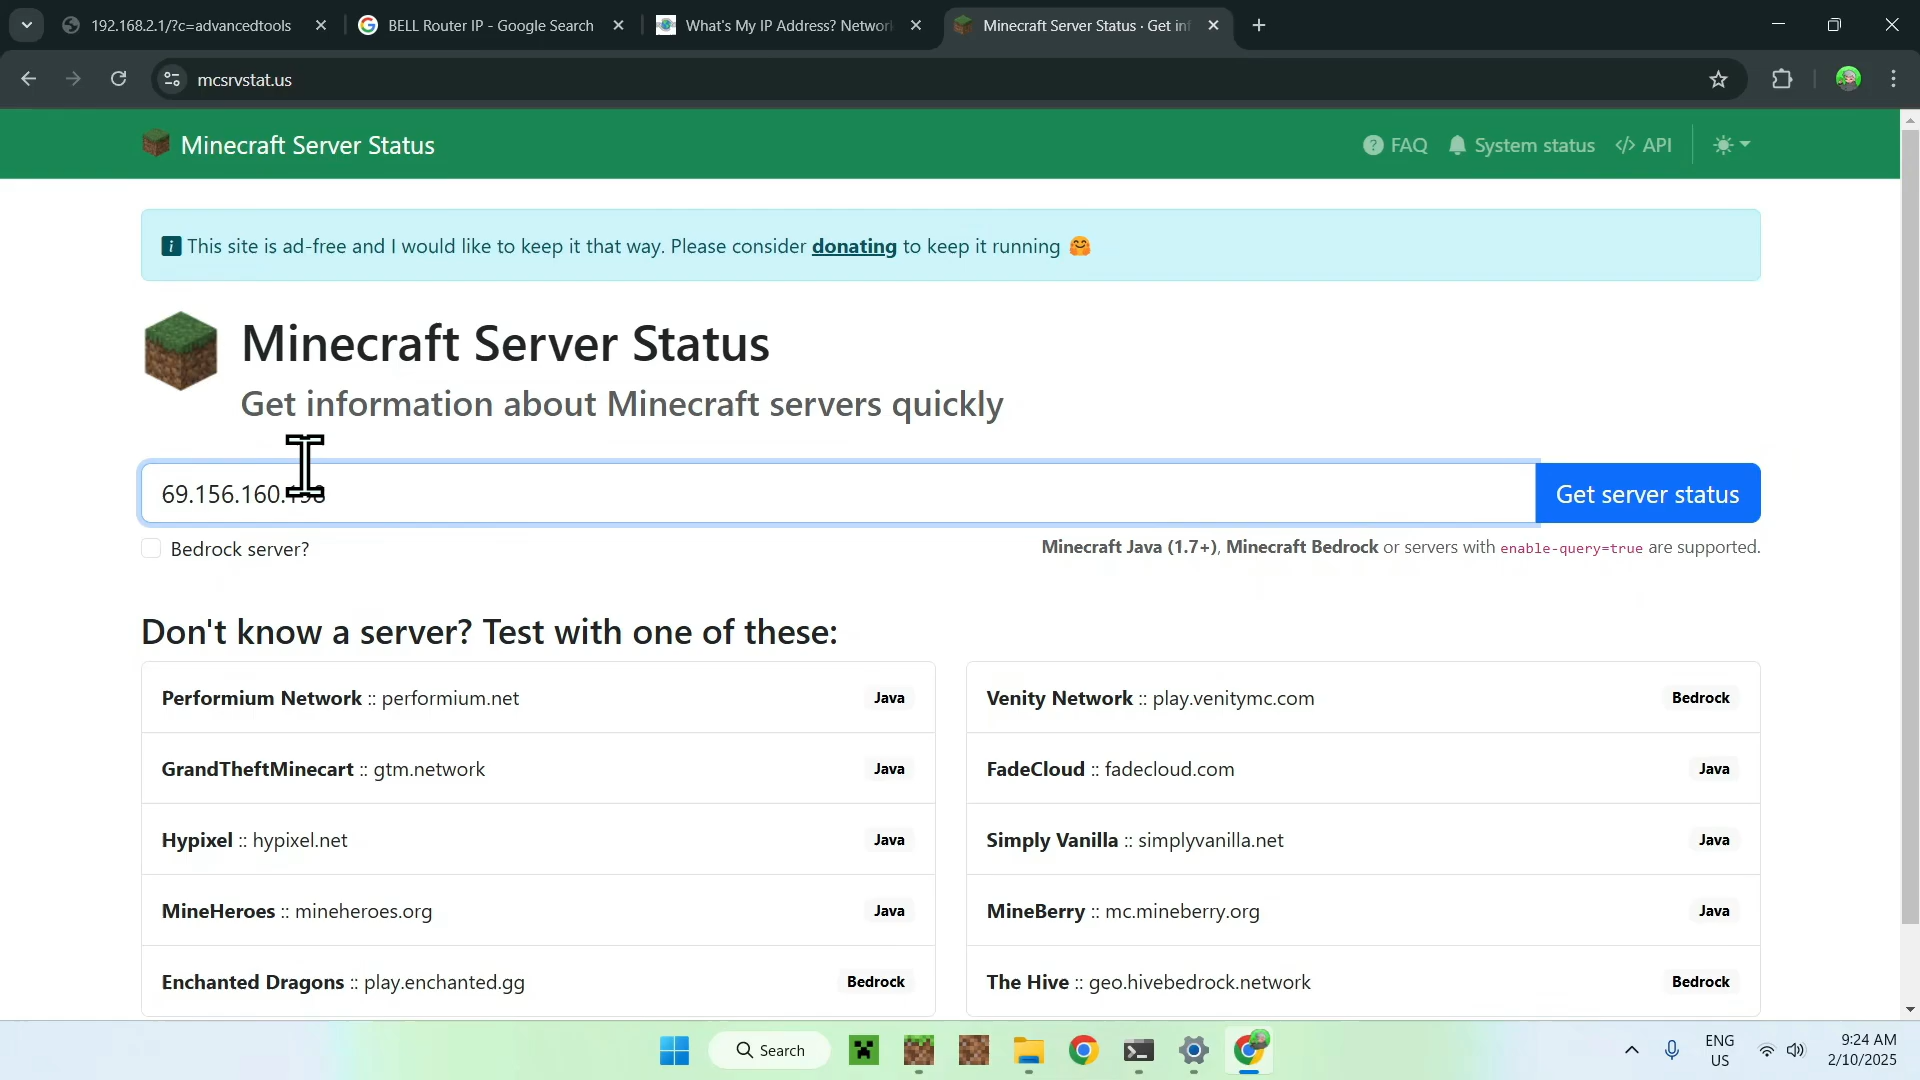 192.168.2.1/?c=advancedtools
BELL Router IP - Google Search
What's My IP Address? Networ
Minecraft Server Status · Get inf
mcsrvstat.us
Minecraft Server Status
FAQ
System status
</> API
This site is ad-free and I would like to keep it that way. Please consider donating to keep it running 🤗
Minecraft Server Status
Get information about Minecraft servers quickly
69.156.160.198
Get server status
Bedrock server?
Minecraft Java (1.7+), Minecraft Bedrock or servers with enable-query=true are supported.
Don't know a server? Test with one of these:
Performium Network :: performium.net Java
Venity Network :: play.venitymc.com Bedrock
GrandTheftMinecart :: gtm.network Java
FadeCloud :: fadecloud.com Java
Hypixel :: hypixel.net Java
Simply Vanilla :: simplyvanilla.net Java
MineHeroes :: mineheroes.org Java
MineBerry :: mc.mineberry.org Java
Enchanted Dragons :: play.enchanted.gg Bedrock
The Hive :: geo.hivebedrock.network Bedrock
Search
ENG
US
9:24 AM
2/10/2025